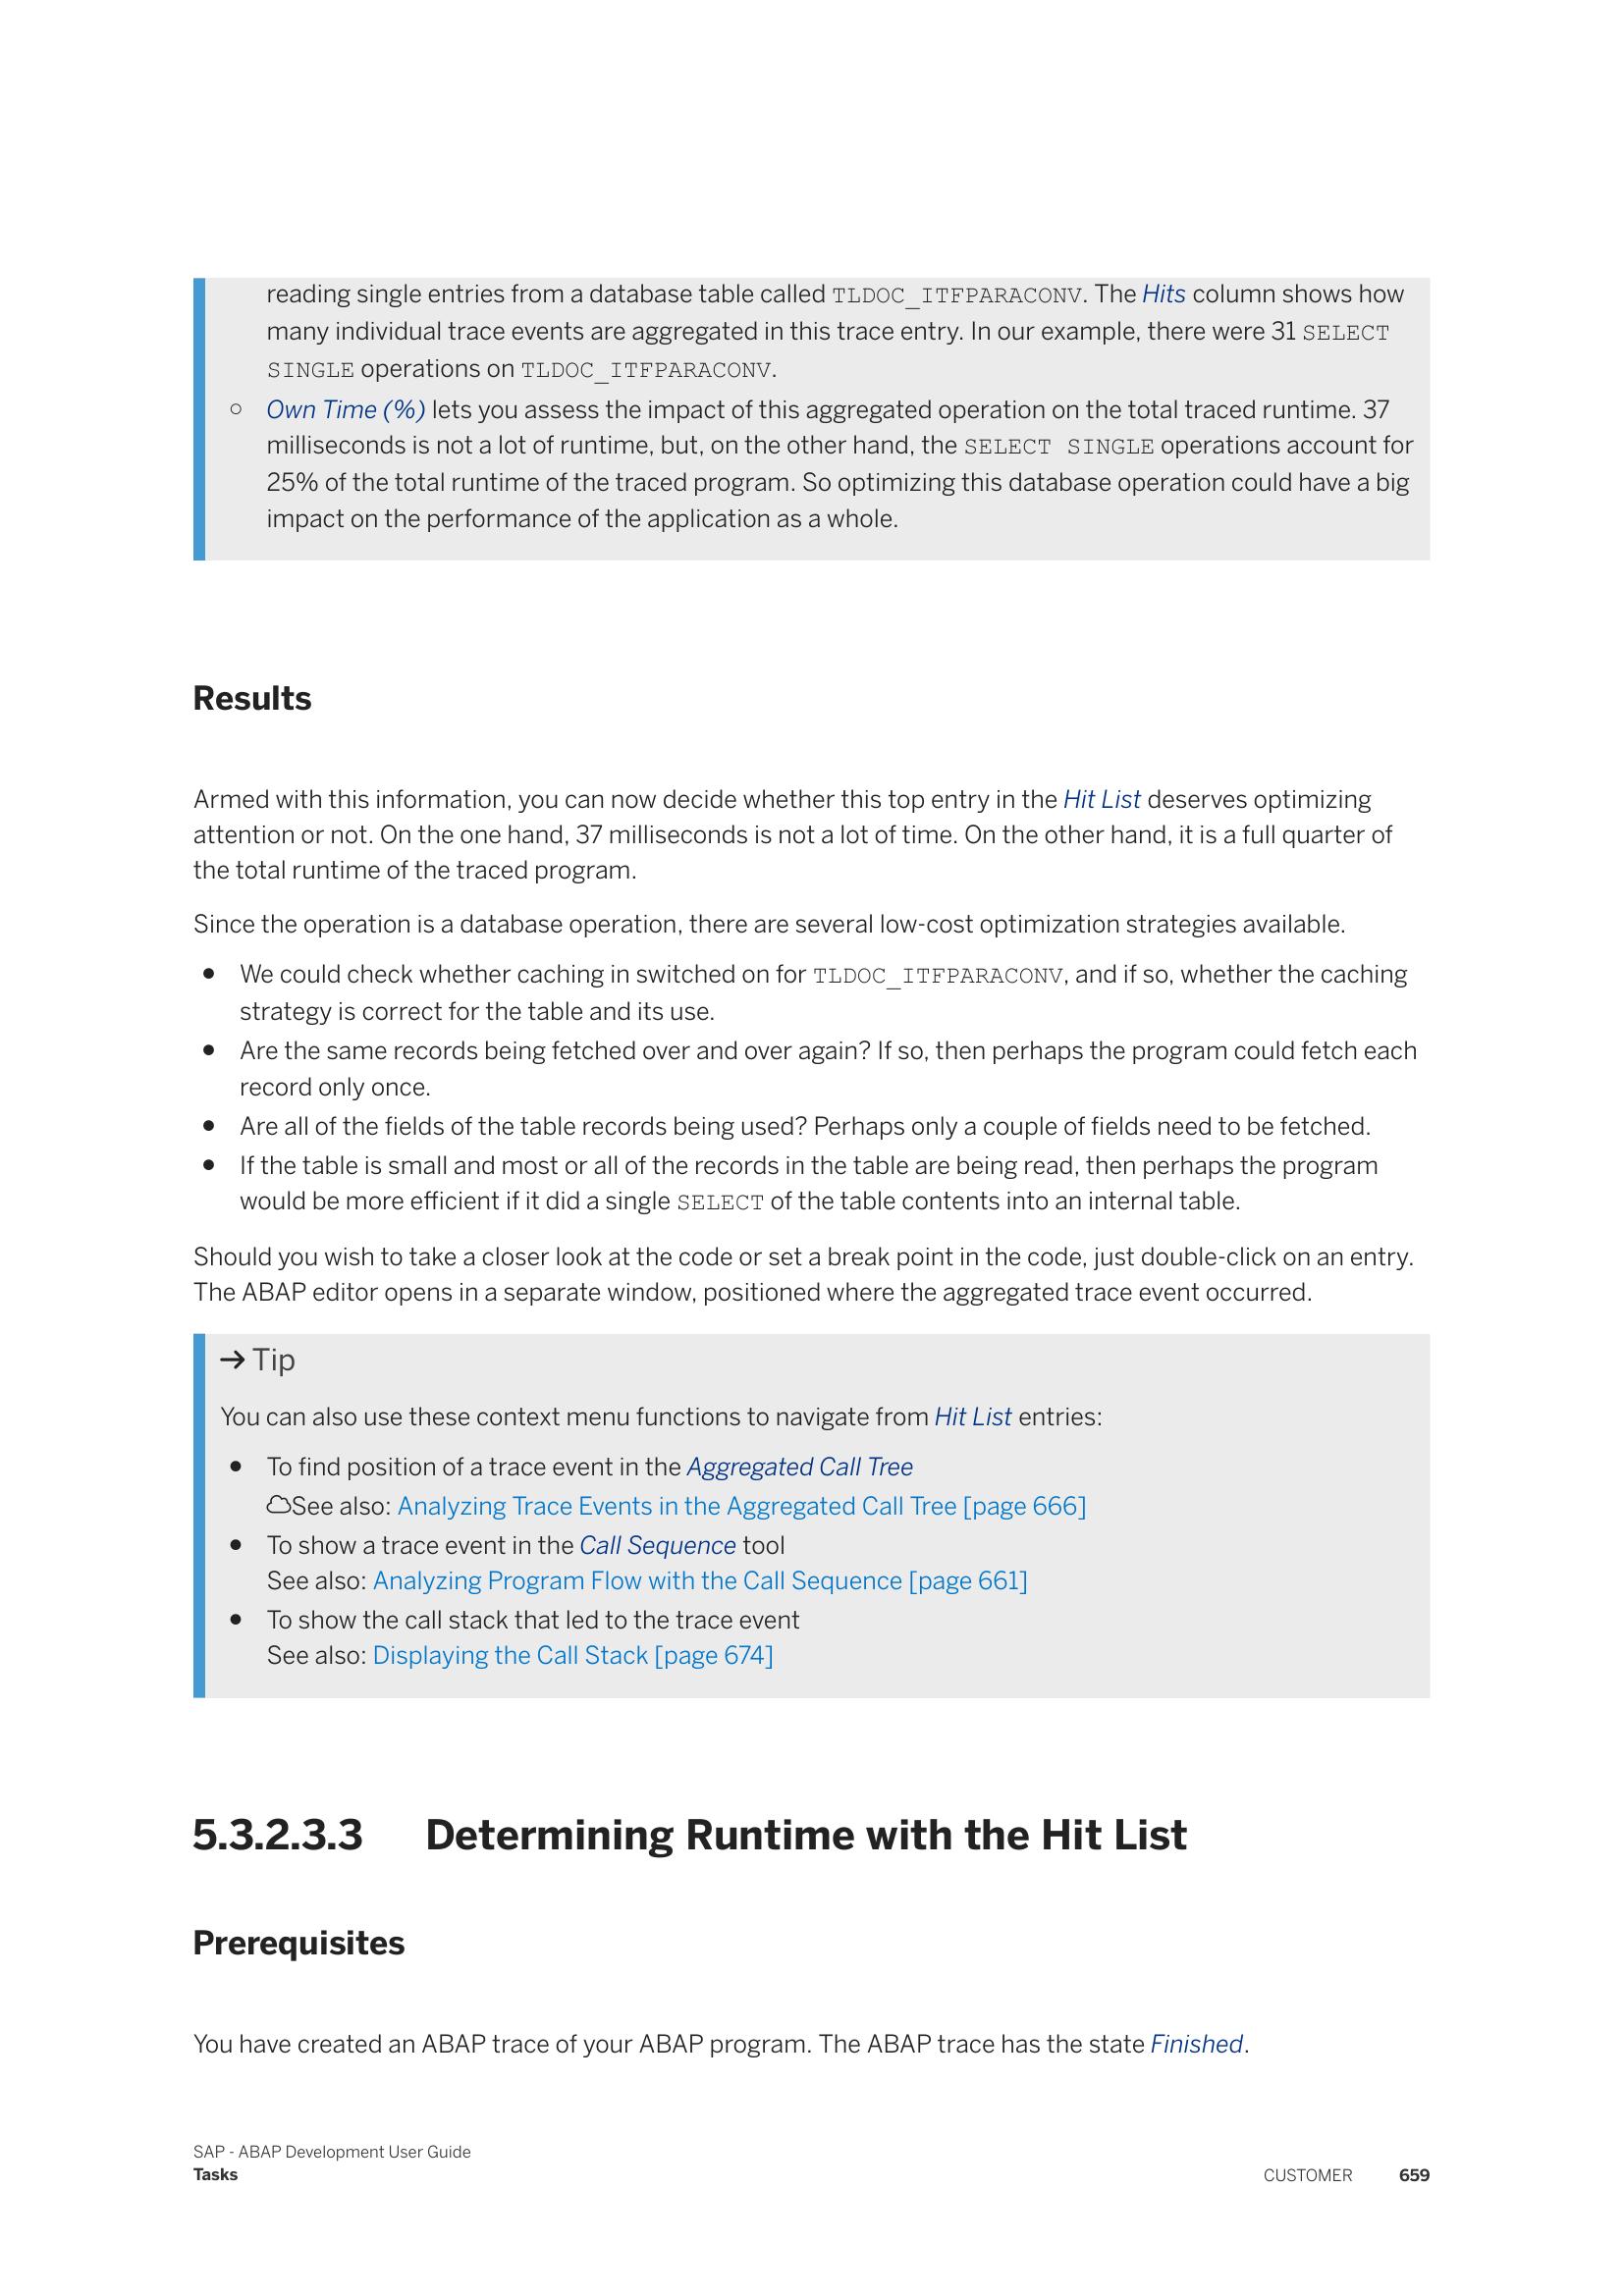 reading single entries from a database table called TLDOC_ITFPARACONV. The Hits column shows how
many individual trace events are aggregated in this trace entry. In our example, there were 31 SELECT
SINGLE operations on TLDOC_ITFPARACONV.
○ Own Time (%) lets you assess the impact of this aggregated operation on the total traced runtime. 37
milliseconds is not a lot of runtime, but, on the other hand, the SELECT SINGLE operations account for
25% of the total runtime of the traced program. So optimizing this database operation could have a big
impact on the performance of the application as a whole.
Results
Armed with this information, you can now decide whether this top entry in the Hit List deserves optimizing
attention or not. On the one hand, 37 milliseconds is not a lot of time. On the other hand, it is a full quarter of
the total runtime of the traced program.
Since the operation is a database operation, there are several low-cost optimization strategies available.
● We could check whether caching in switched on for TLDOC_ITFPARACONV, and if so, whether the caching
strategy is correct for the table and its use.
● Are the same records being fetched over and over again? If so, then perhaps the program could fetch each
record only once.
● Are all of the fields of the table records being used? Perhaps only a couple of fields need to be fetched.
● If the table is small and most or all of the records in the table are being read, then perhaps the program
would be more efficient if it did a single SELECT of the table contents into an internal table.
Should you wish to take a closer look at the code or set a break point in the code, just double-click on an entry.
The ABAP editor opens in a separate window, positioned where the aggregated trace event occurred.
→ Tip
You can also use these context menu functions to navigate from Hit List entries:
● To find position of a trace event in the Aggregated Call Tree
See also: Analyzing Trace Events in the Aggregated Call Tree [page 666]
● To show a trace event in the Call Sequence tool
See also: Analyzing Program Flow with the Call Sequence [page 661]
● To show the call stack that led to the trace event
See also: Displaying the Call Stack [page 674]
5.3.2.3.3 Determining Runtime with the Hit List
Prerequisites
You have created an ABAP trace of your ABAP program. The ABAP trace has the state Finished.
SAP - ABAP Development User Guide
Tasks
CUSTOMER 659